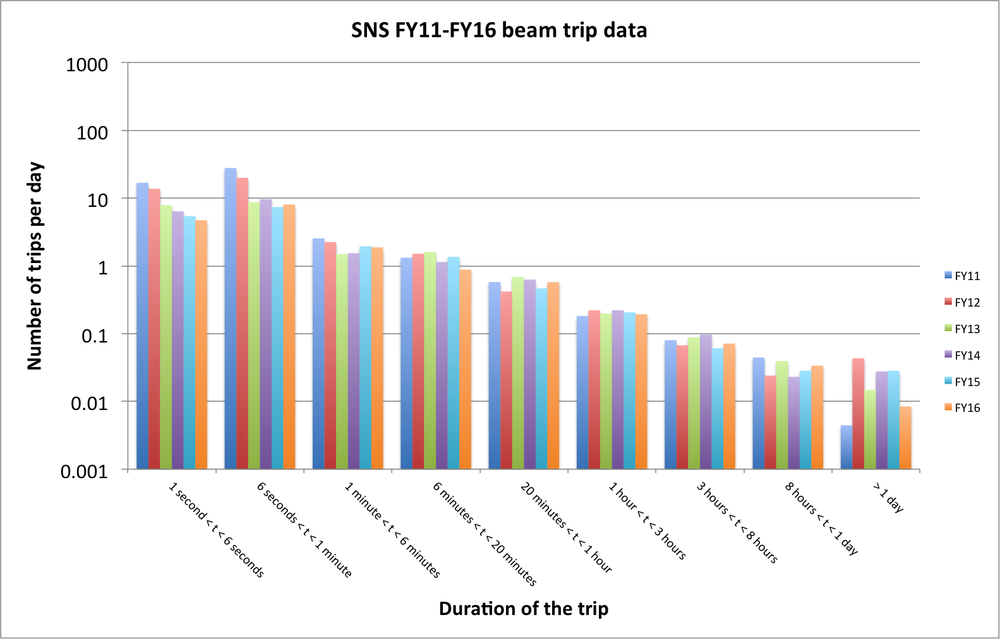 SNS FY11-FY16 beam trip data
1000
100
10
1
0.1
0.01
0.001
Number of trips per day
1 second < t < 6 seconds
6 seconds < t < 1 minute
1 minute < t < 6 minutes
6 minutes < t < 20 minutes
20 minutes < t < 1 hour
1 hour < t < 3 hours
3 hours < t < 8 hours
8 hours < t < 1 day
> 1 day
Duration of the trip
FY11
FY12
FY13
FY14
FY15
FY16